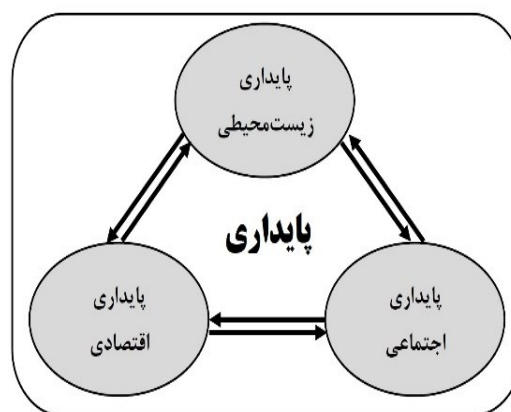 پایداری
زیست‌محیطی
پایداری
پایداری
اجتماعی
پایداری
اقتصادی